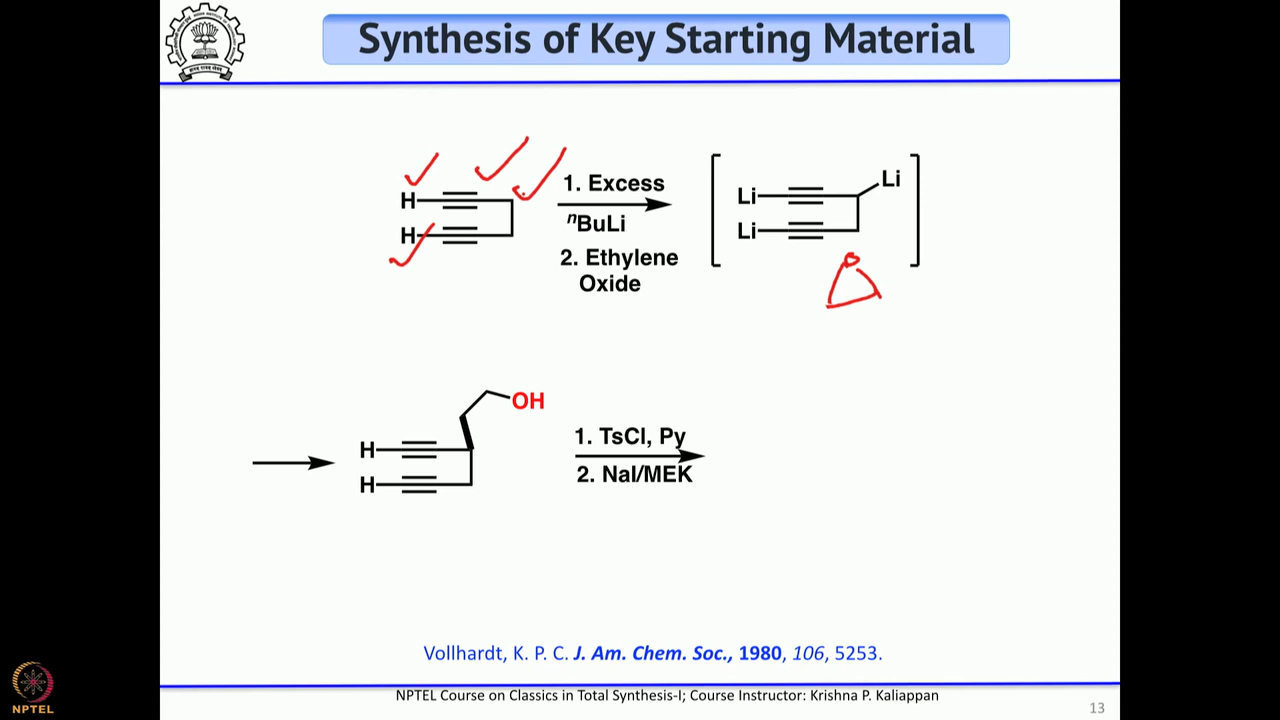 Synthesis of Key Starting Material
H
H
1. Excess
nBuLi
2. Ethylene
Oxide
Li
Li
Li
O
H
H
OH
1. TsCl, Py
2. NaI/MEK
Vollhardt, K. P. C. J. Am. Chem. Soc., 1980, 106, 5253.
NPTEL Course on Classics in Total Synthesis-I; Course Instructor: Krishna P. Kaliappan
13
NPTEL